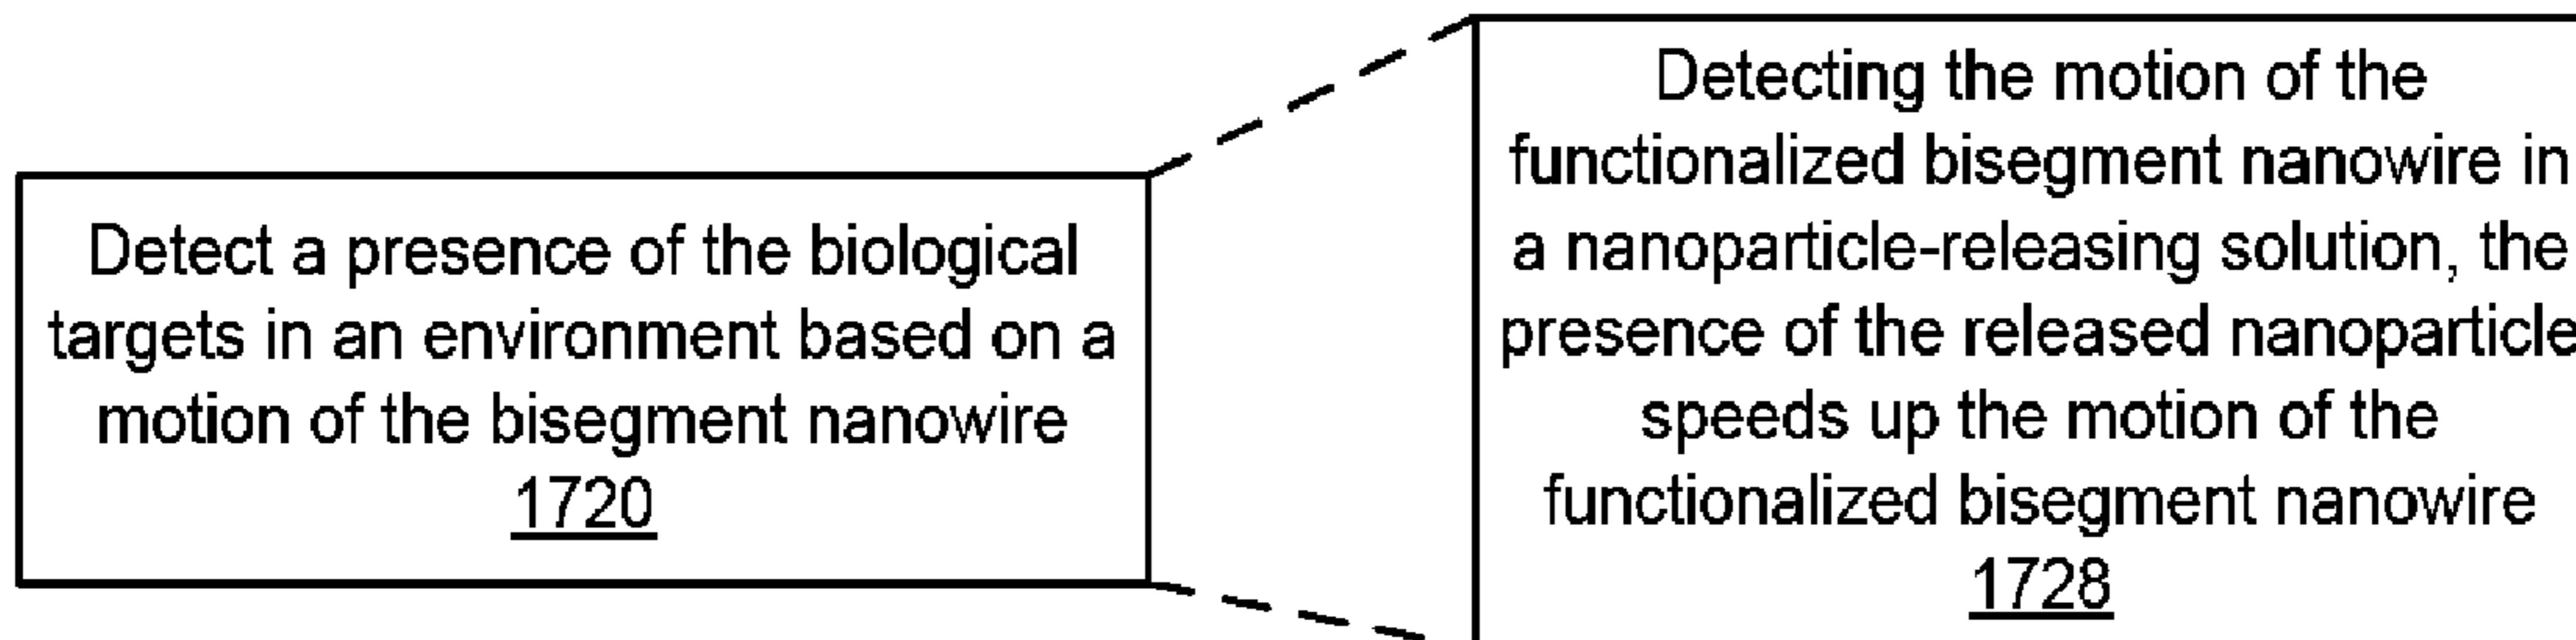 Detect a presence of the biological
targets in an environment based on a
motion of the bisegment nanowire
1720
Detecting the motion of the
functionalized bisegment nanowire in
a nanoparticle-releasing solution, the
presence of the released nanoparticle
speeds up the motion of the
functionalized bisegment nanowire
1728